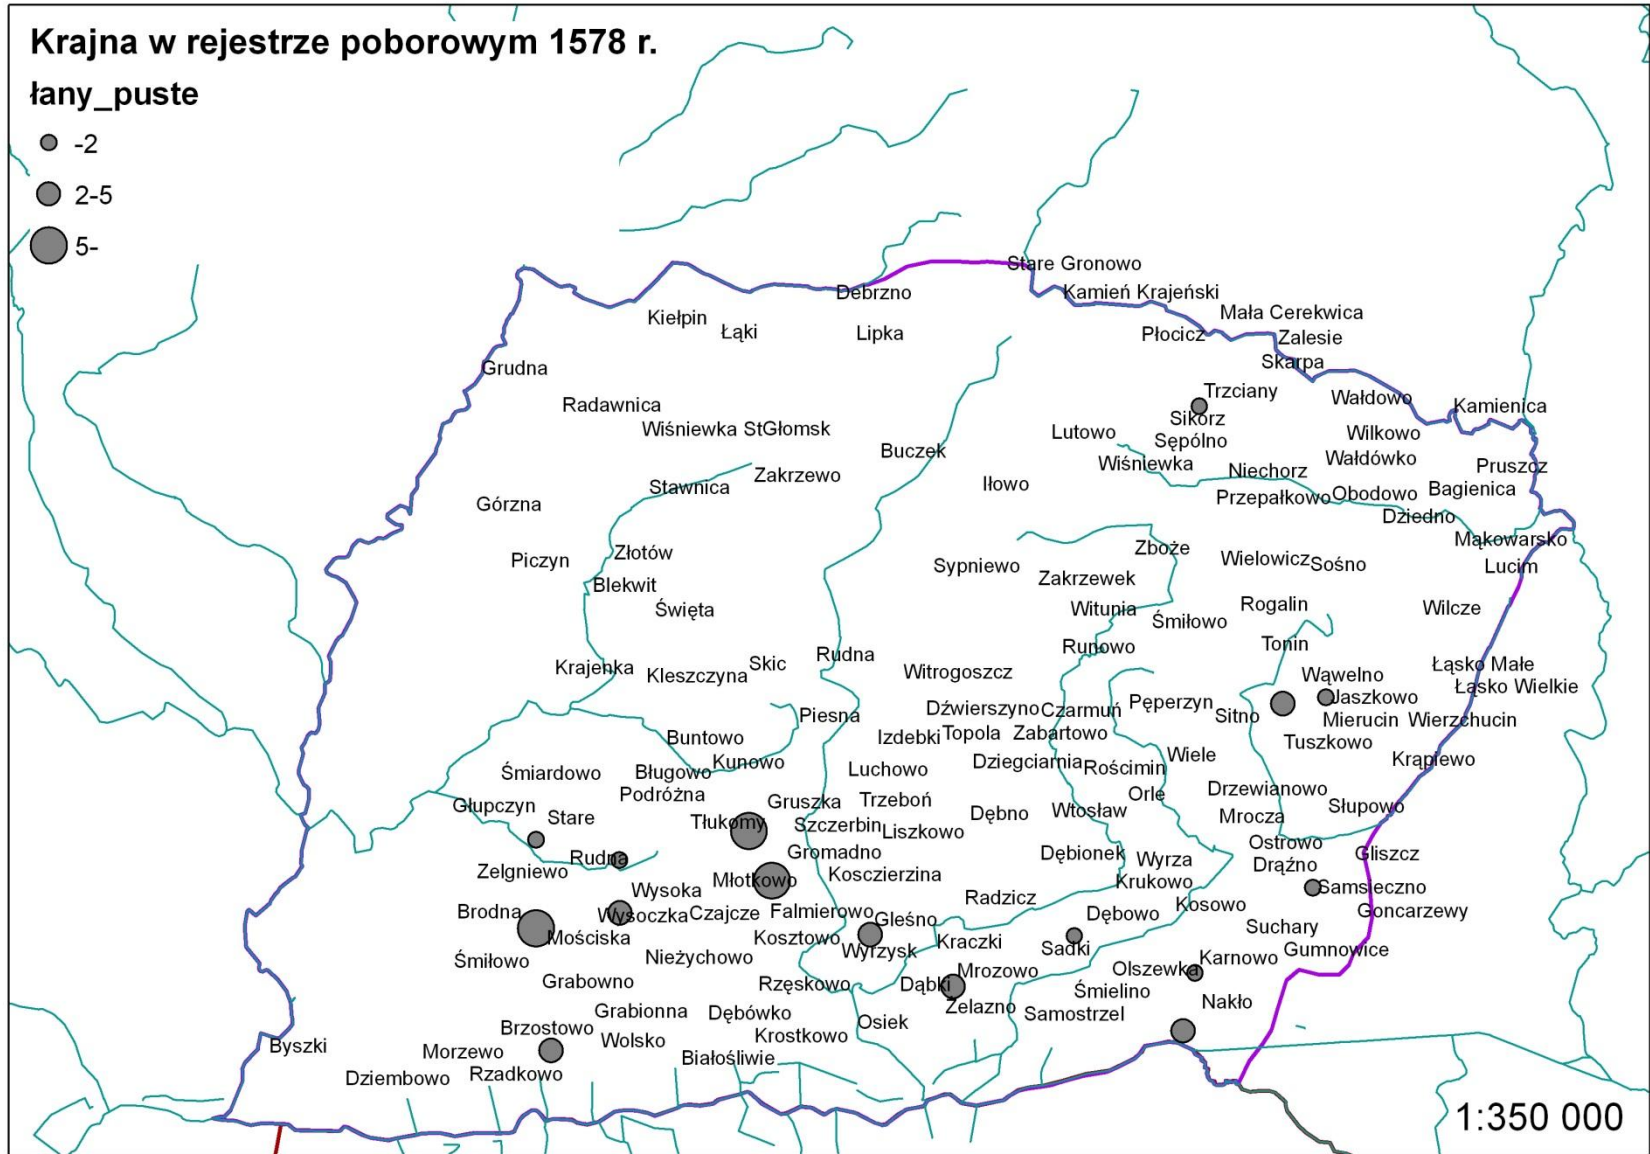 Krajna w rejestrze poborowym 1578 r.
łany_puste
-2
2-5
5-
Stare Gronowo
Debrzno
Kamień Krajeński
Kiełpin
Łąki
Lipka
Mała Cerekwica
Płocicz
Zalesie
Skarpa
Grudna
Trzciany
Wałdowo
Kamienica
Radawnica
Sikorz
Wiśniewka StGłomsk
Lutowo
Sępólno
Wilkowo
Buczek
Wiśniewka
Wałdówko
Pruszcz
Zakrzewo
Niechorz
Stawnica
Iłowo
Przepałkowo
Obodowo
Bagienica
Górzna
Dziedno
Mąkowarsko
Złotów
Zboże
Piczyn
Sypniewo
Wielowicz
Sośno
Lucim
Blekwit
Zakrzewek
Święta
Witunia
Rogalin
Wilcze
Śmiłowo
Runowo
Tonin
Krajenka
Kleszczyna
Skic
Rudna
Witrogoszcz
Wąwelno
Łąsko Małe
Łąsko Wielkie
Jaszkowo
Piesna
Dźwierszyno
Czarmuń
Pęperzyn
Sitno
Mierucin
Wierzchucin
Buntowo
Izdebki
Topola
Zabartowo
Tuszkowo
Kunowo
Wiele
Krąpiewo
Śmiardowo
Bługowo
Luchowo
Dziegciarnia
Rościmin
Podróżna
Orle
Drzewianowo
Głupczyn
Stare
Gruszka
Trzeboń
Dębno
Wtosław
Mrocza
Słupowo
Tłukomy
Szczerbin
Liszkowo
Ostrowo
Rudna
Gromadno
Dębionek
Wyrza
Drąźno
Gliszcz
Zelgniewo
Młotkowo
Kosczierzina
Krukowo
Samsieczno
Wysoka
Radzicz
Kosowo
Brodna
Wysoczka
Czajcze
Falmierowo
Gleśno
Dębowo
Goncarzewy
Mościska
Kosztowo
Wyrzysk
Kraczki
Sadki
Suchary
Śmiłowo
Nieżychowo
Karnowo
Gumnowice
Grabowno
Rzęskowo
Dąbki
Mrozowo
Olszewka
Żelazno
Śmielino
Nakło
Grabionna
Dębówko
Samostrzel
Brzostowo
Wolsko
Krostkowo
Osiek
Byszki
Morzewo
Białośliwie
Dziembowo
Rzadkowo
1:350 000